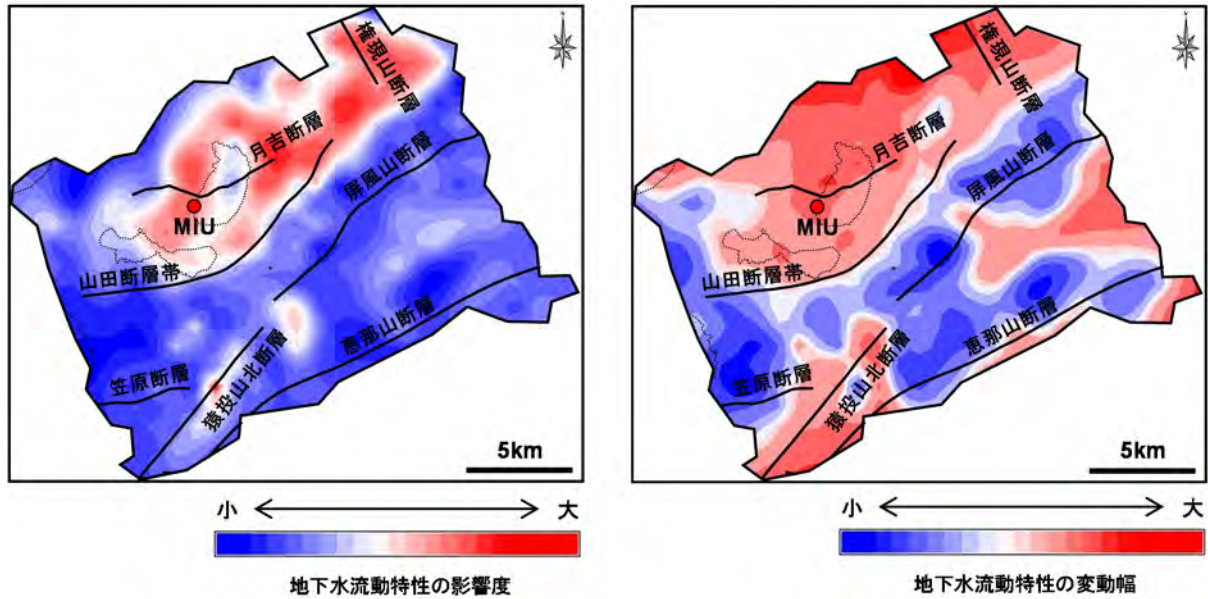 権現山断層
月吉断層
屏風山断層
MIU
山田断層帯
恵那山断層
笠原断層
猿投山北断層
5km
小 大
地下水流動特性の影響度
権現山断層
月吉断層
屏風山断層
MIU
山田断層帯
恵那山断層
笠原断層
猿投山北断層
5km
小 大
地下水流動特性の変動幅